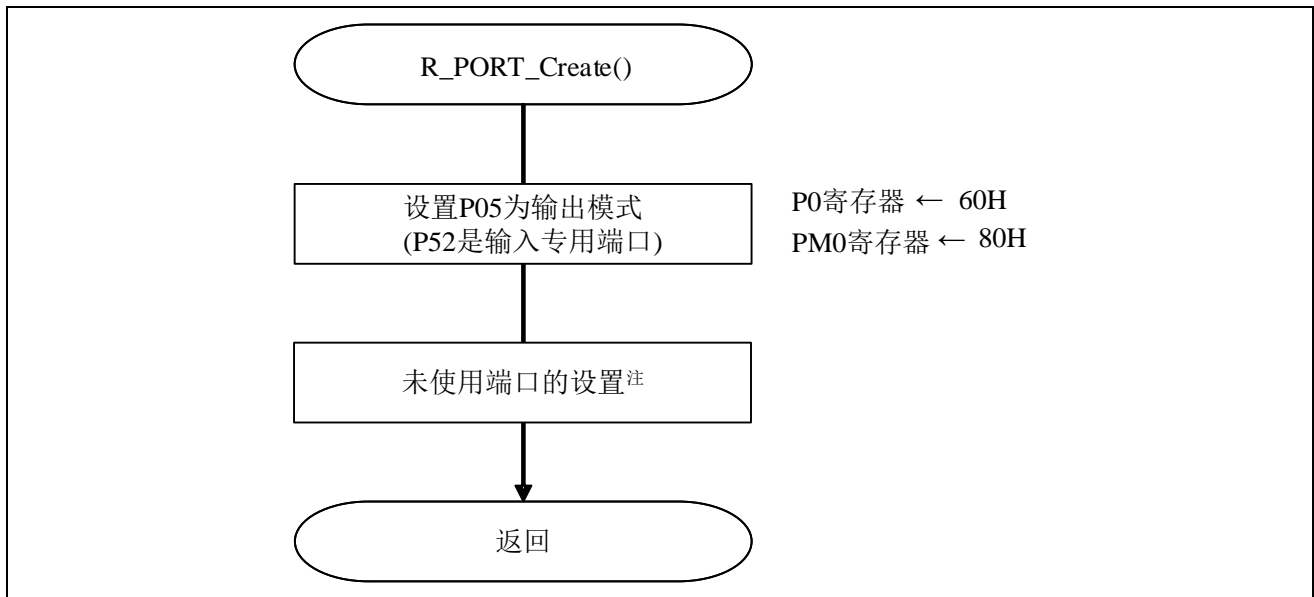 R_PORT_Create()
设置P05为输出模式
(P52是输入专用端口)
P0寄存器 ← 60H
PM0寄存器 ← 80H
未使用端口的设置注
返回